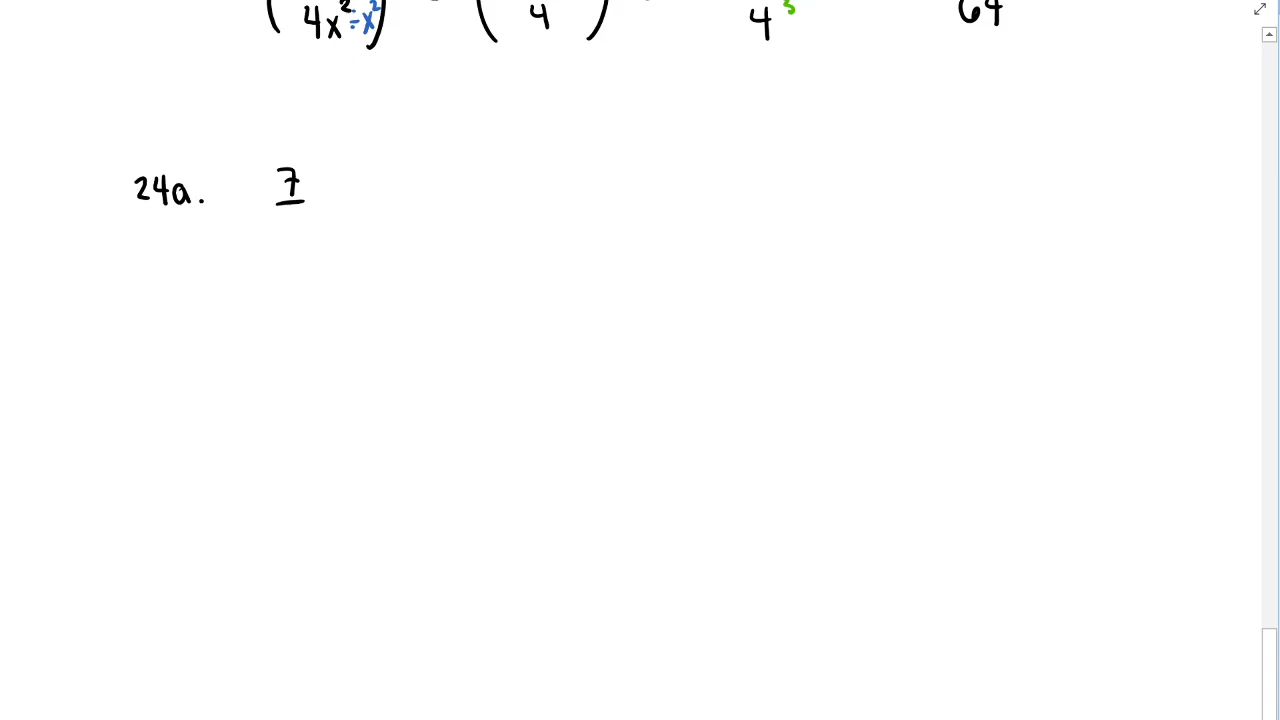 (4x² ÷ x²) (4) 4³ 64
24a. 7